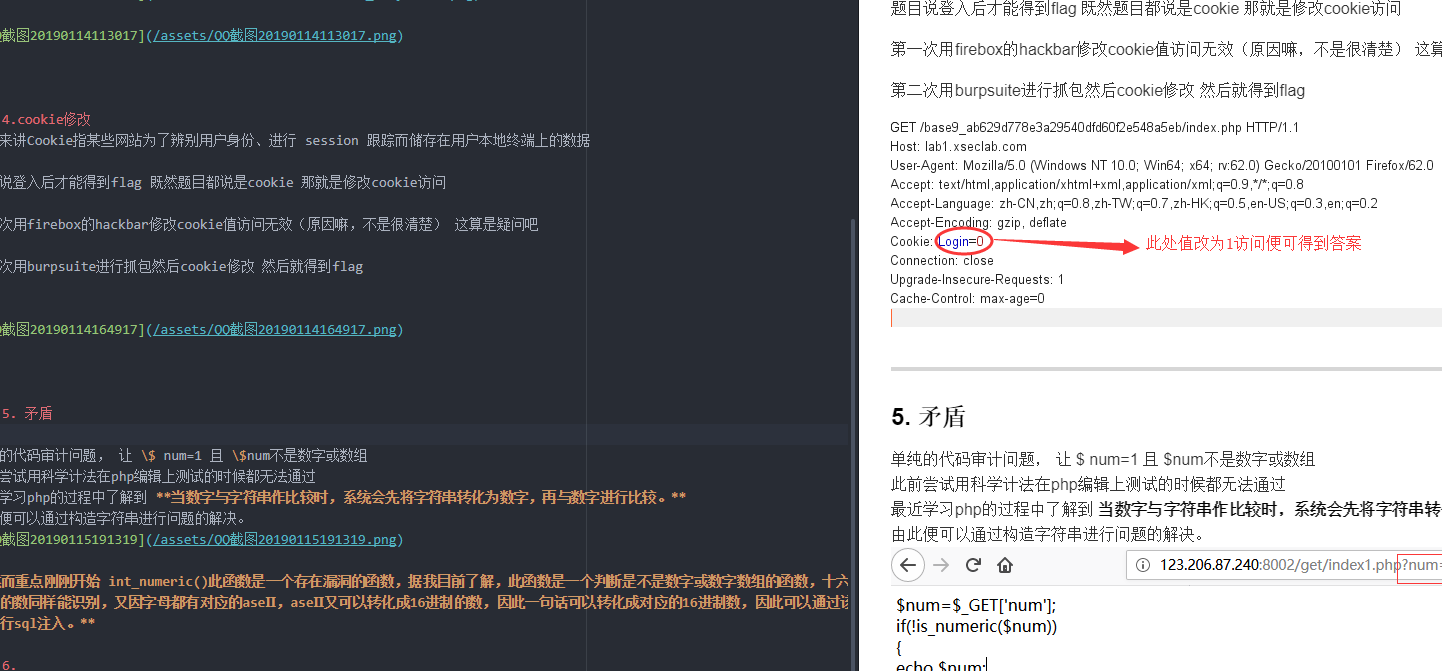 截图20190114113017](/assets/QQ截图20190114113017.png)
4.cookie修改
来讲Cookie指某些网站为了辨别用户身份、进行 session 跟踪而储存在用户本地终端上的数据
说登入后才能得到flag 既然题目都说是cookie 那就是修改cookie访问
次用firebox的hackbar修改cookie值访问无效（原因嘛，不是很清楚） 这算是疑问吧
次用burpsuite进行抓包然后cookie修改 然后就得到flag
截图20190114164917](/assets/QQ截图20190114164917.png)
5. 矛盾
的代码审计问题， 让 \$ num=1 且 \$num不是数字或数组
尝试用科学计法在php编辑上测试的时候都无法通过
学习php的过程中了解到 **当数字与字符串作比较时，系统会先将字符串转化为数字，再与数字进行比较。**
便可以通过构造字符串进行问题的解决。
截图20190115191319](/assets/QQ截图20190115191319.png)
而重点刚刚开始 int_numeric()此函数是一个存在漏洞的函数，据我目前了解，此函数是一个判断是不是数字或数字数组的函数，十六
的数同样能识别，又因字母都有对应的aseII，aseII又可以转化成16进制的数，因此一句话可以转化成对应的16进制数，因此可以通过该
行sql注入。**
6.
题目说登入后才能得到flag 既然题目都说是cookie 那就是修改cookie访问
第一次用firebox的hackbar修改cookie值访问无效（原因嘛，不是很清楚） 这算
第二次用burpsuite进行抓包然后cookie修改 然后就得到flag
GET /base9_ab629d778e3a29540dfd60f2e548a5eb/index.php HTTP/1.1
Host: lab1.xseclab.com
User-Agent: Mozilla/5.0 (Windows NT 10.0; Win64; x64; rv:62.0) Gecko/20100101 Firefox/62.0
Accept: text/html,application/xhtml+xml,application/xml;q=0.9,*/*;q=0.8
Accept-Language: zh-CN,zh;q=0.8,zh-TW;q=0.7,zh-HK;q=0.5,en-US;q=0.3,en;q=0.2
Accept-Encoding: gzip, deflate
Cookie: Login=0 此处值改为1访问便可得到答案
Connection: close
Upgrade-Insecure-Requests: 1
Cache-Control: max-age=0
5. 矛盾
单纯的代码审计问题， 让 $ num=1 且 $num不是数字或数组
此前尝试用科学计法在php编辑上测试的时候都无法通过
最近学习php的过程中了解到 当数字与字符串作比较时，系统会先将字符串转
由此便可以通过构造字符串进行问题的解决。
123.206.87.240:8002/get/index1.php?num=
$num=$_GET['num'];
if(!is_numeric($num))
{
echo $num;